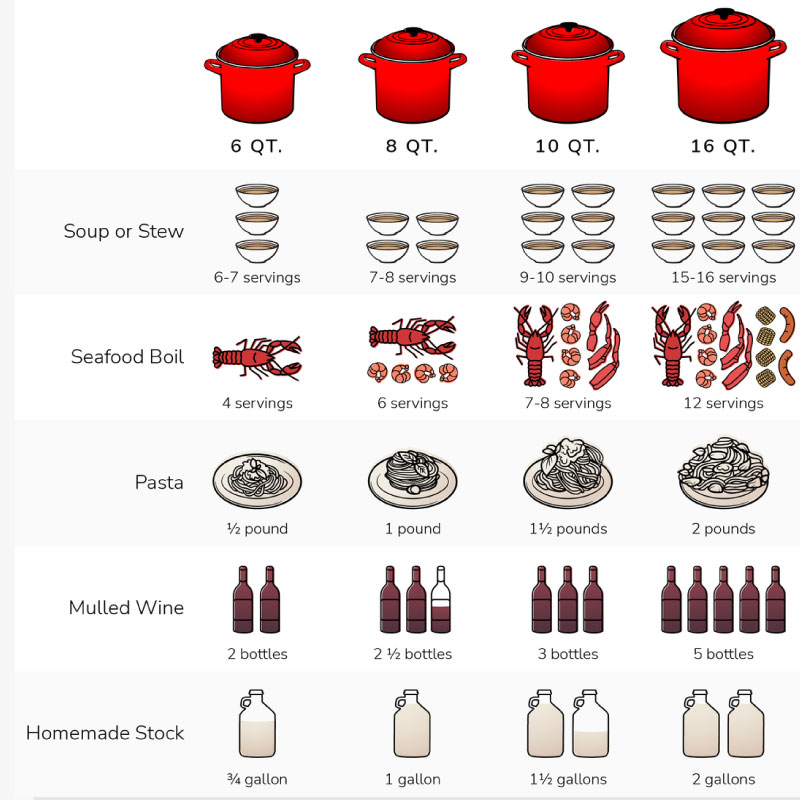 6 QT.
8 QT.
10 QT.
16 QT.
Soup or Stew
6-7 servings
7-8 servings
9-10 servings
15-16 servings
Seafood Boil
4 servings
6 servings
7-8 servings
12 servings
Pasta
½ pound
1 pound
1½ pounds
2 pounds
Mulled Wine
2 bottles
2 ½ bottles
3 bottles
5 bottles
Homemade Stock
¾ gallon
1 gallon
1½ gallons
2 gallons